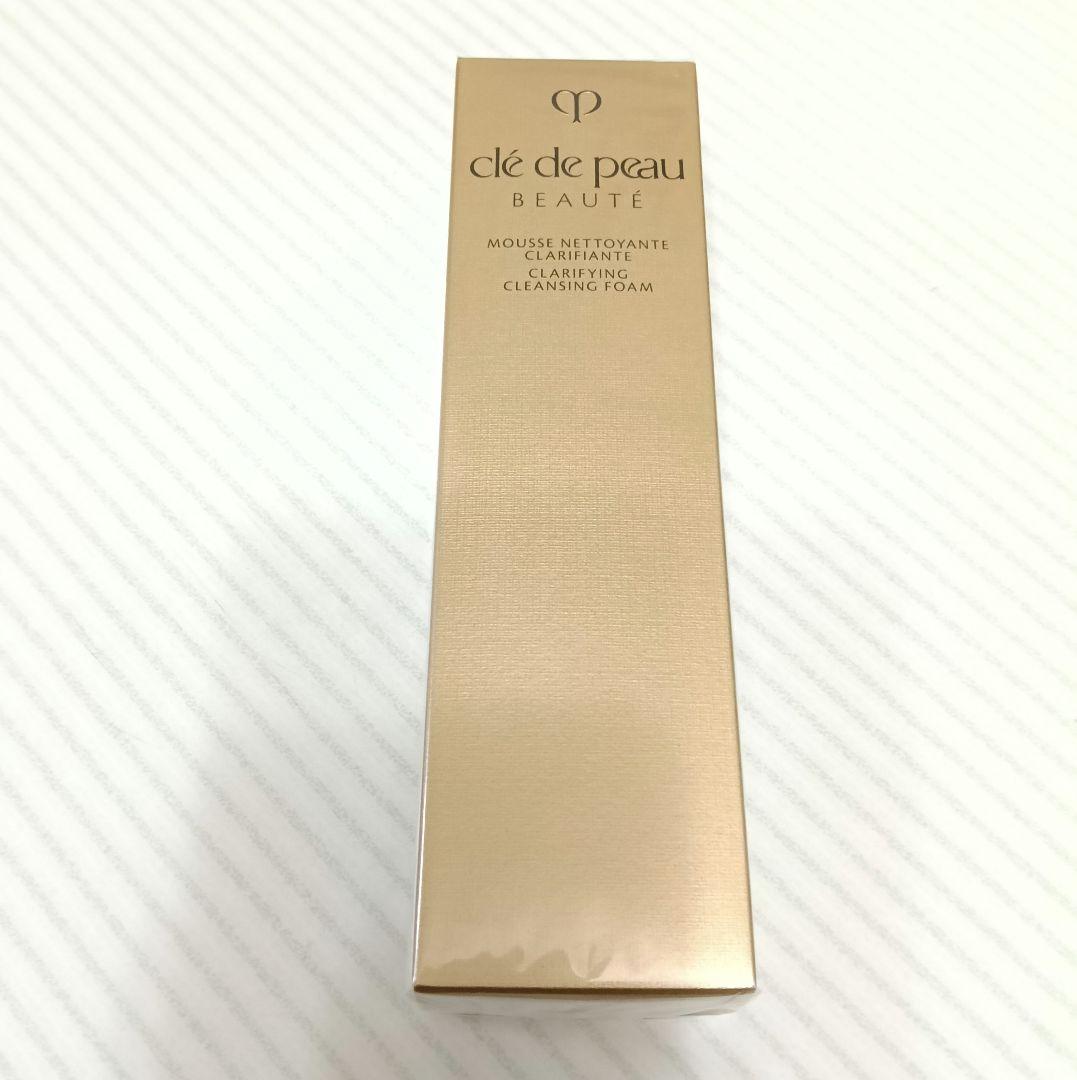 clé de peau
BEAUTÉ
MOUSSE NETTOYANTE
CLARIFIANTE
CLARIFYING
CLEANSING FOAM